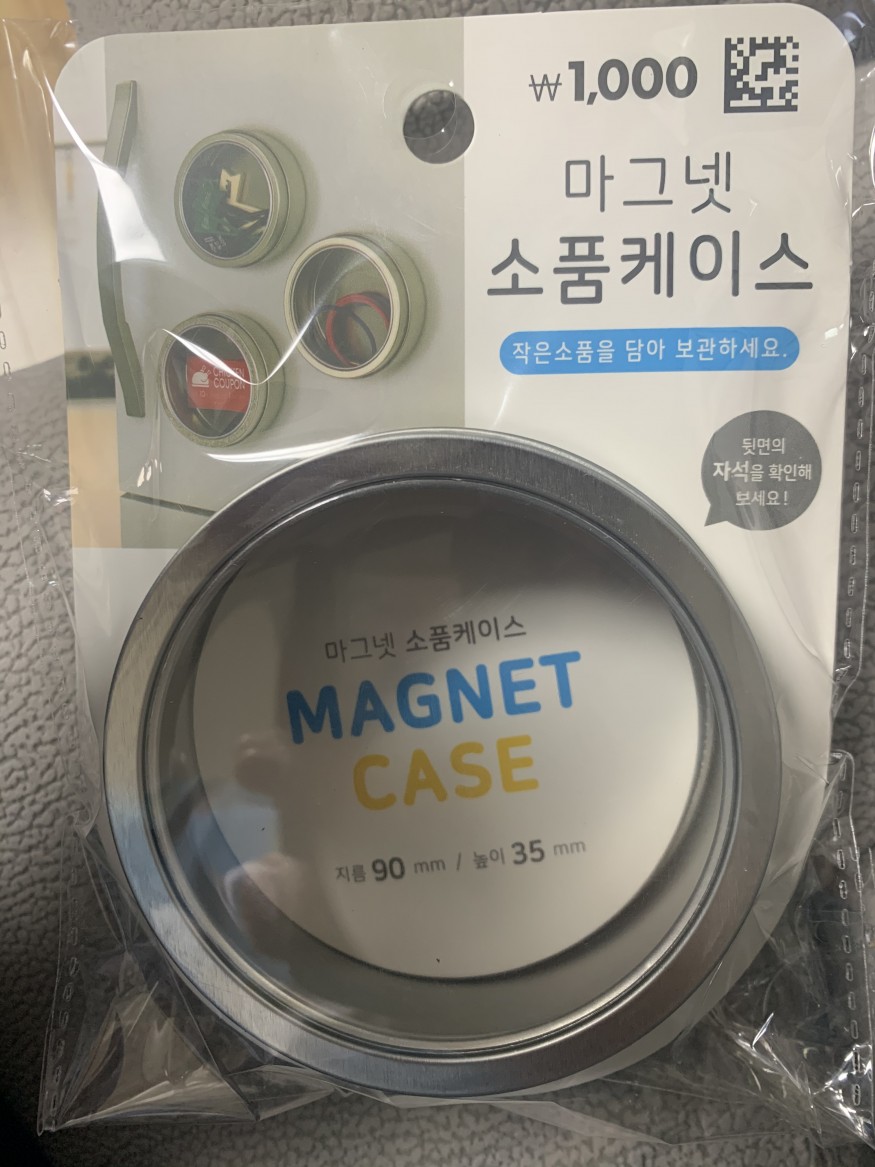 ₩1,000
마그넷
소품케이스
작은소품을 담아 보관하세요.
CHICKEN
COUPON
뒷면의
자석을 확인해
보세요!
마그넷 소품케이스
MAGNET
CASE
지름 90 mm / 높이 35 mm